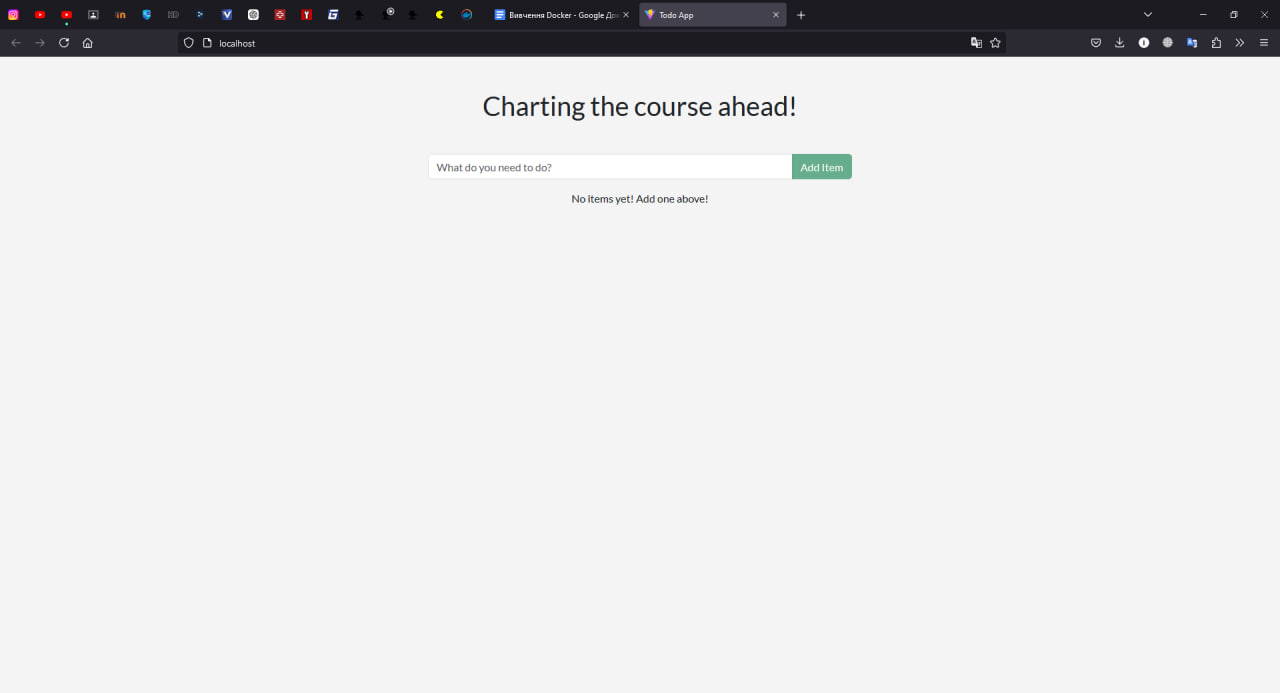 Вивчення Docker - Google До
Todo App
localhost
Charting the course ahead!
What do you need to do?
Add Item
No items yet! Add one above!